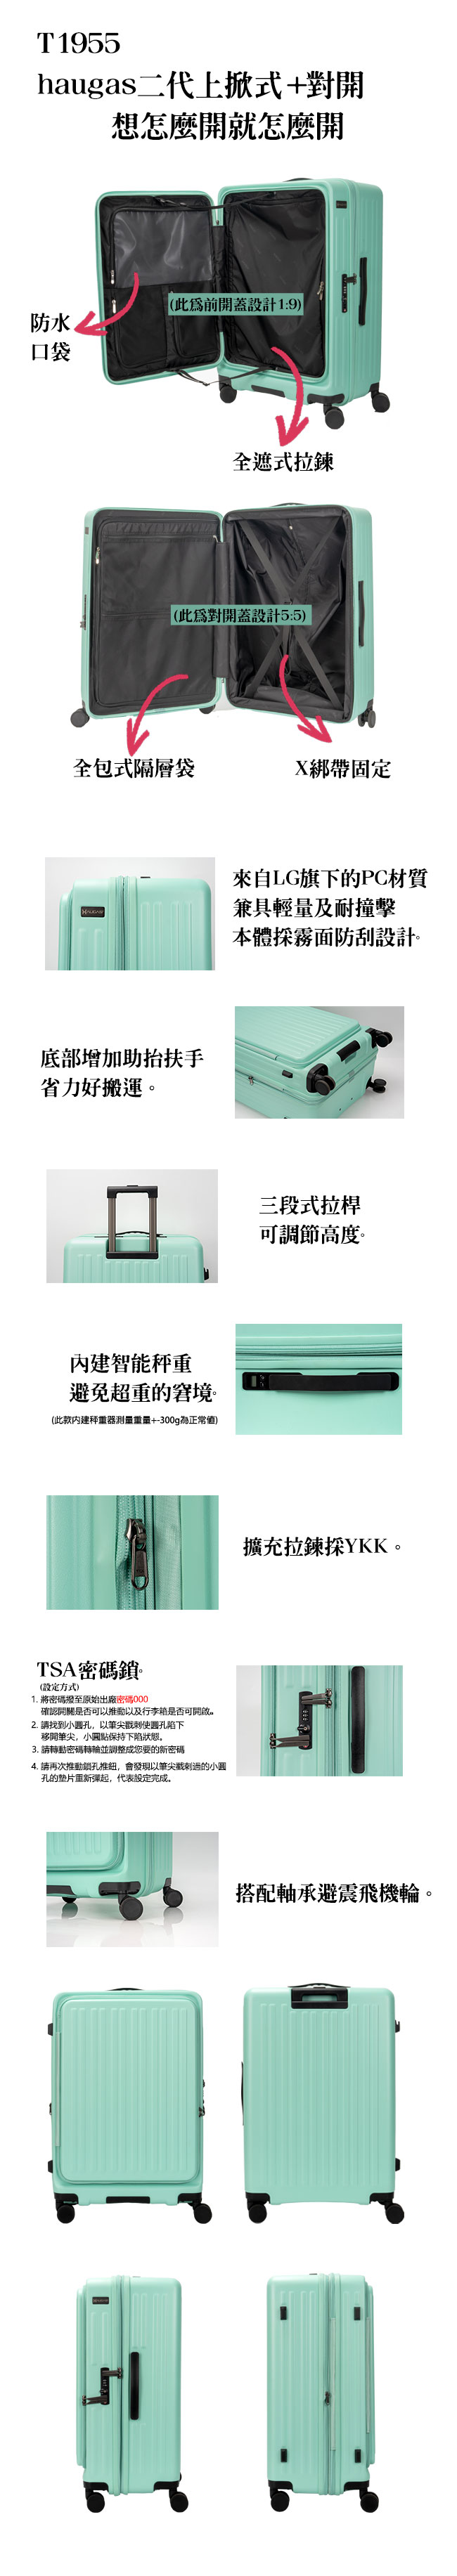 T1955
haugas二代上掀式+對開
想怎麼開就怎麼開
(此為前開蓋設計1:9)
防水
口袋
全遮式拉鍊
(此為對開蓋設計5:5)
全包式隔層袋
X綁帶固定
來自LG旗下的PC材質
兼具輕量及耐撞擊
本體採霧面防刮設計。
底部增加助抬扶手
省力好搬運。
三段式拉桿
可調節高度。
內建智能秤重
避免超重的窘境。
(此款內建秤重器測量重量+-300g為正常值)
擴充拉鍊採YKK。
TSA密碼鎖。
(設定方式)
1. 將密碼撥至原始出廠密碼000
確認開關是否可以推動以及行李箱是否可開啟。
2. 請找到小圓孔，以筆尖戳刺使圓孔陷下
移開筆尖，小圓點保持下陷狀態。
3. 請轉動密碼轉輪並調整成您要的新密碼
4. 請再次推動鎖孔推鈕，會發現以筆尖戳刺過的小圓
孔的墊片重新彈起，代表設定完成。
搭配軸承避震飛機輪。